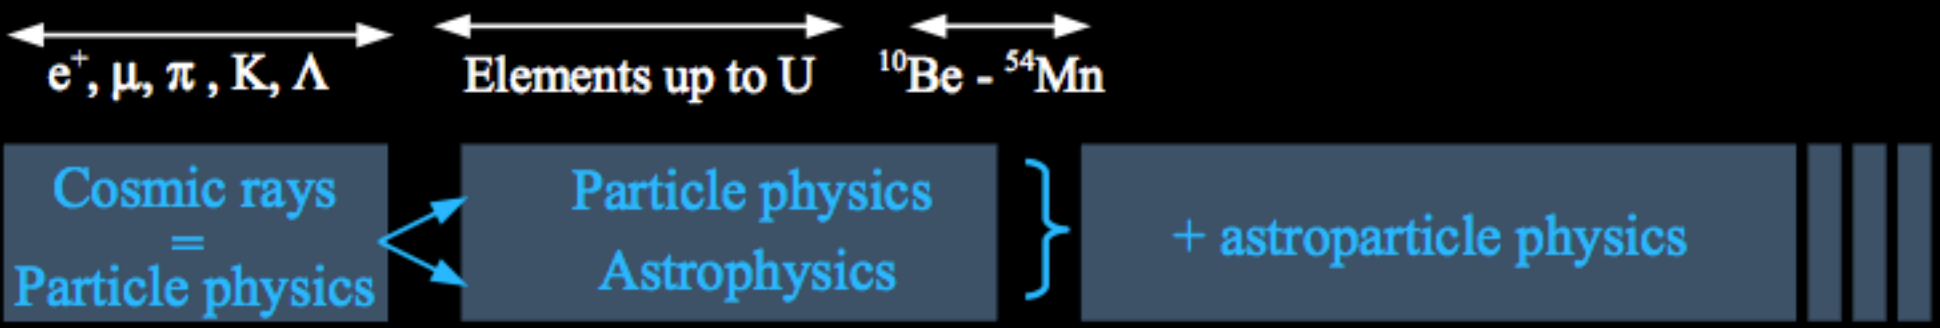 e⁺, μ, π , K, Λ
Elements up to U
¹⁰Be - ⁵⁴Mn
Cosmic rays
=
Particle physics
Particle physics
Astrophysics
+ astroparticle physics